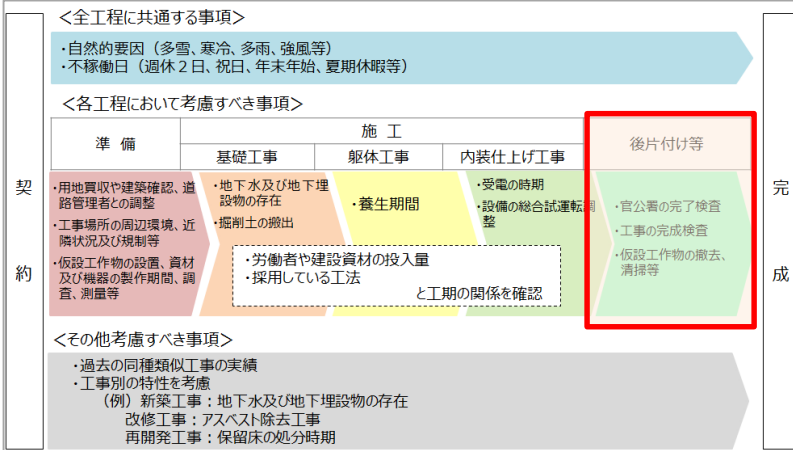 ＜全工程に共通する事項＞
・自然的要因（多雪、寒冷、多雨、強風等）
・不稼働日（週休２日、祝日、年末年始、夏期休暇等）
＜各工程において考慮すべき事項＞
準 備
施 工
基礎工事
躯体工事
内装仕上げ工事
後片付け等
契
約
・用地買収や建築確認、道
路管理者との調整
・工事場所の周辺環境、近
隣状況及び規制等
・仮設工作物の設置、資材
及び機器の製作期間、調
査、測量等
・地下水及び地下埋
設物の存在
・掘削土の搬出
・養生期間
・受電の時期
・設備の総合試運転調
整
・官公署の完了検査
・工事の完成検査
・仮設工作物の撤去、
清掃等
・労働者や建設資材の投入量
・採用している工法
と工期の関係を確認
完
成
＜その他考慮すべき事項＞
・過去の同種類似工事の実績
・工事別の特性を考慮
（例）新築工事：地下水及び地下埋設物の存在
改修工事：アスベスト除去工事
再開発工事：保留床の処分時期